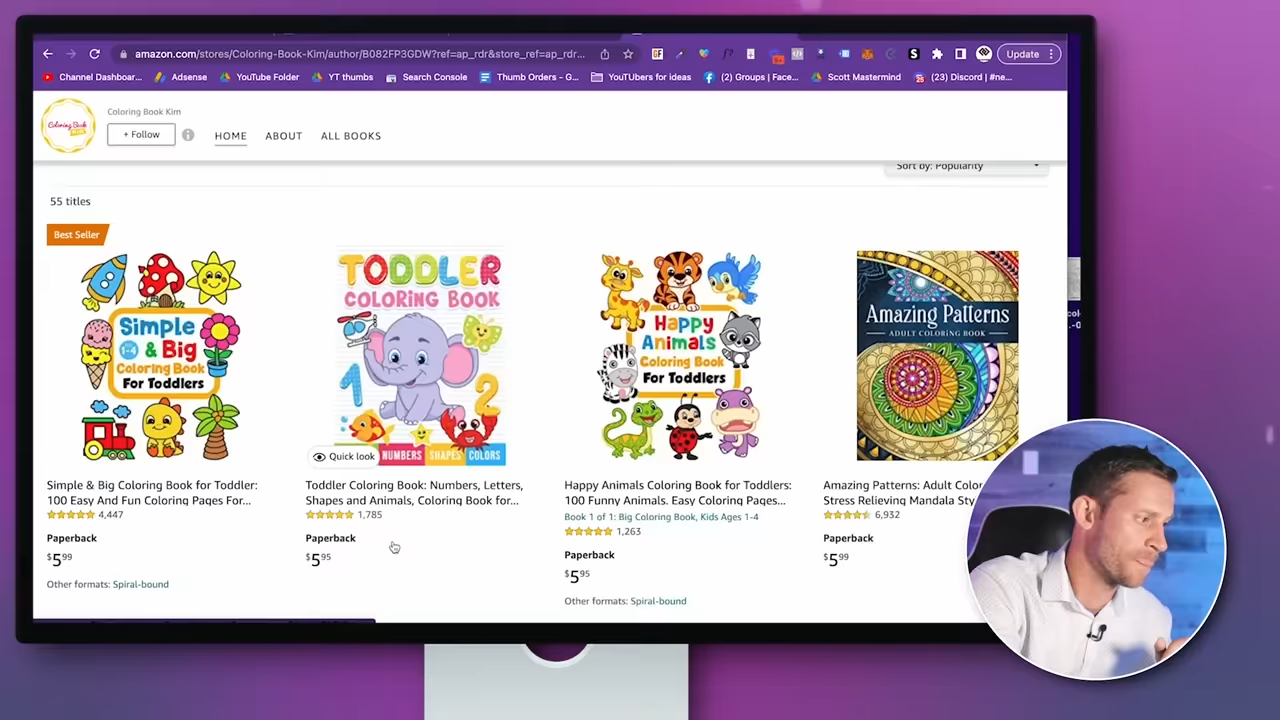 amazon.com/stores/Coloring-Book-Kim/author/B082FP3GDW?ref=ap_rdr&store_ref=ap_rdr...
Update
Channel Dashboar...
Adsense
YouTube Folder
YT thumbs
Search Console
Thumb Orders - G...
YOUTUbers for ideas
(2) Groups | Face...
Scott Mastermind
(23) Discord | #ne...
Coloring Book Kim
+ Follow
HOME
ABOUT
ALL BOOKS
Sort by: Popularity
55 titles
Best Seller
Simple
1-4 & Big
Coloring Book
For Toddlers
TODDLER
COLORING BOOK
1
2
NUMBERS SHAPES COLORS
Quick look
Happy
Animals
Coloring Book
For Toddlers
Amazing Patterns
ADULT COLORING BOOK
Simple & Big Coloring Book for Toddler:
100 Easy And Fun Coloring Pages For...
4,447
Paperback
$5.99
Other formats: Spiral-bound
Toddler Coloring Book: Numbers, Letters,
Shapes and Animals, Coloring Book for...
1,785
Paperback
$5.95
Happy Animals Coloring Book for Toddlers:
100 Funny Animals. Easy Coloring Pages...
Book 1 of 1: Big Coloring Book, Kids Ages 1-4
1,263
Paperback
$5.95
Other formats: Spiral-bound
Amazing Patterns: Adult
Stress Relieving Mandala
6,932
Paperback
$5.99